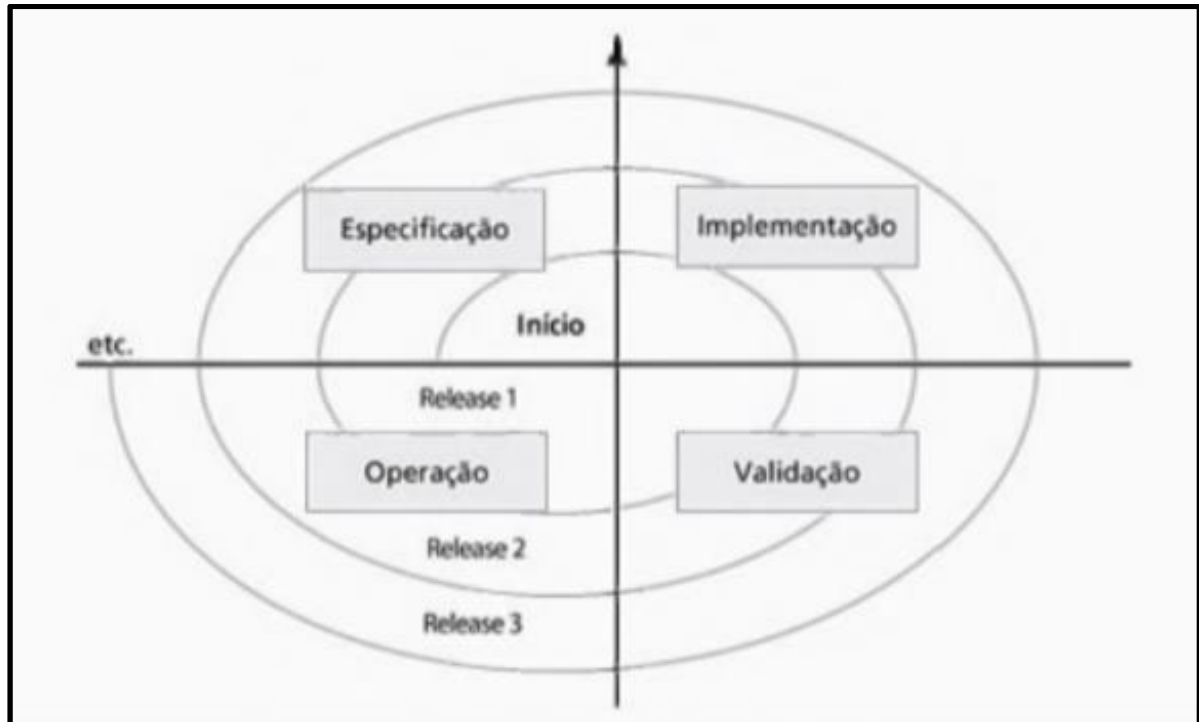 Especificação
Implementação
Início
etc.
Release 1
Operação
Validação
Release 2
Release 3